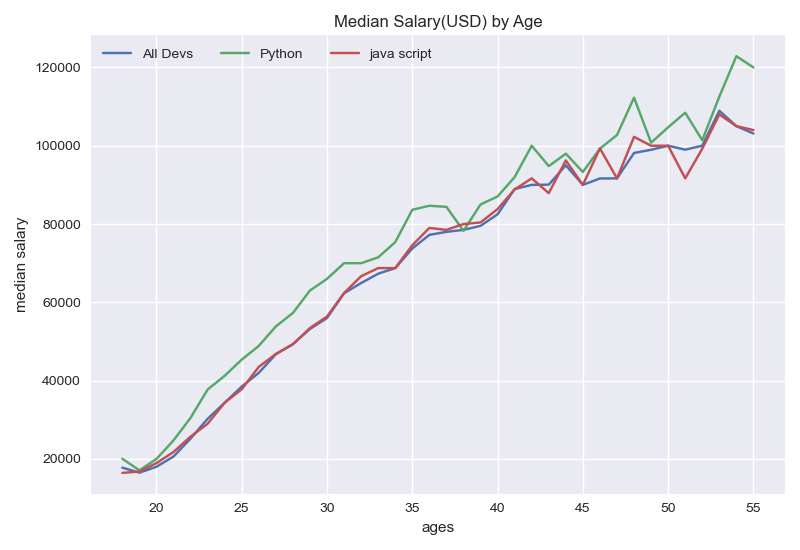 Median Salary(USD) by Age
All Devs Python java script
120000
100000
80000
60000
40000
20000
median salary
20 25 30 35 40 45 50 55
ages